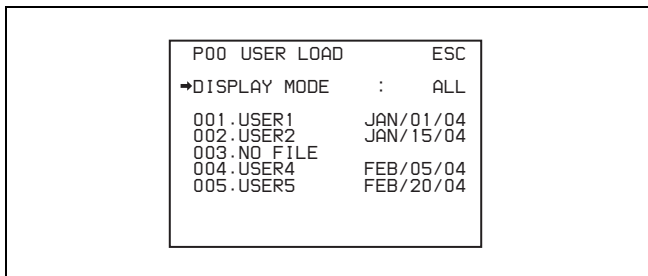 P00 USER LOAD ESC
➡DISPLAY MODE : ALL
001.USER1 JAN/01/04
002.USER2 JAN/15/04
003.NO FILE
004.USER4 FEB/05/04
005.USER5 FEB/20/04